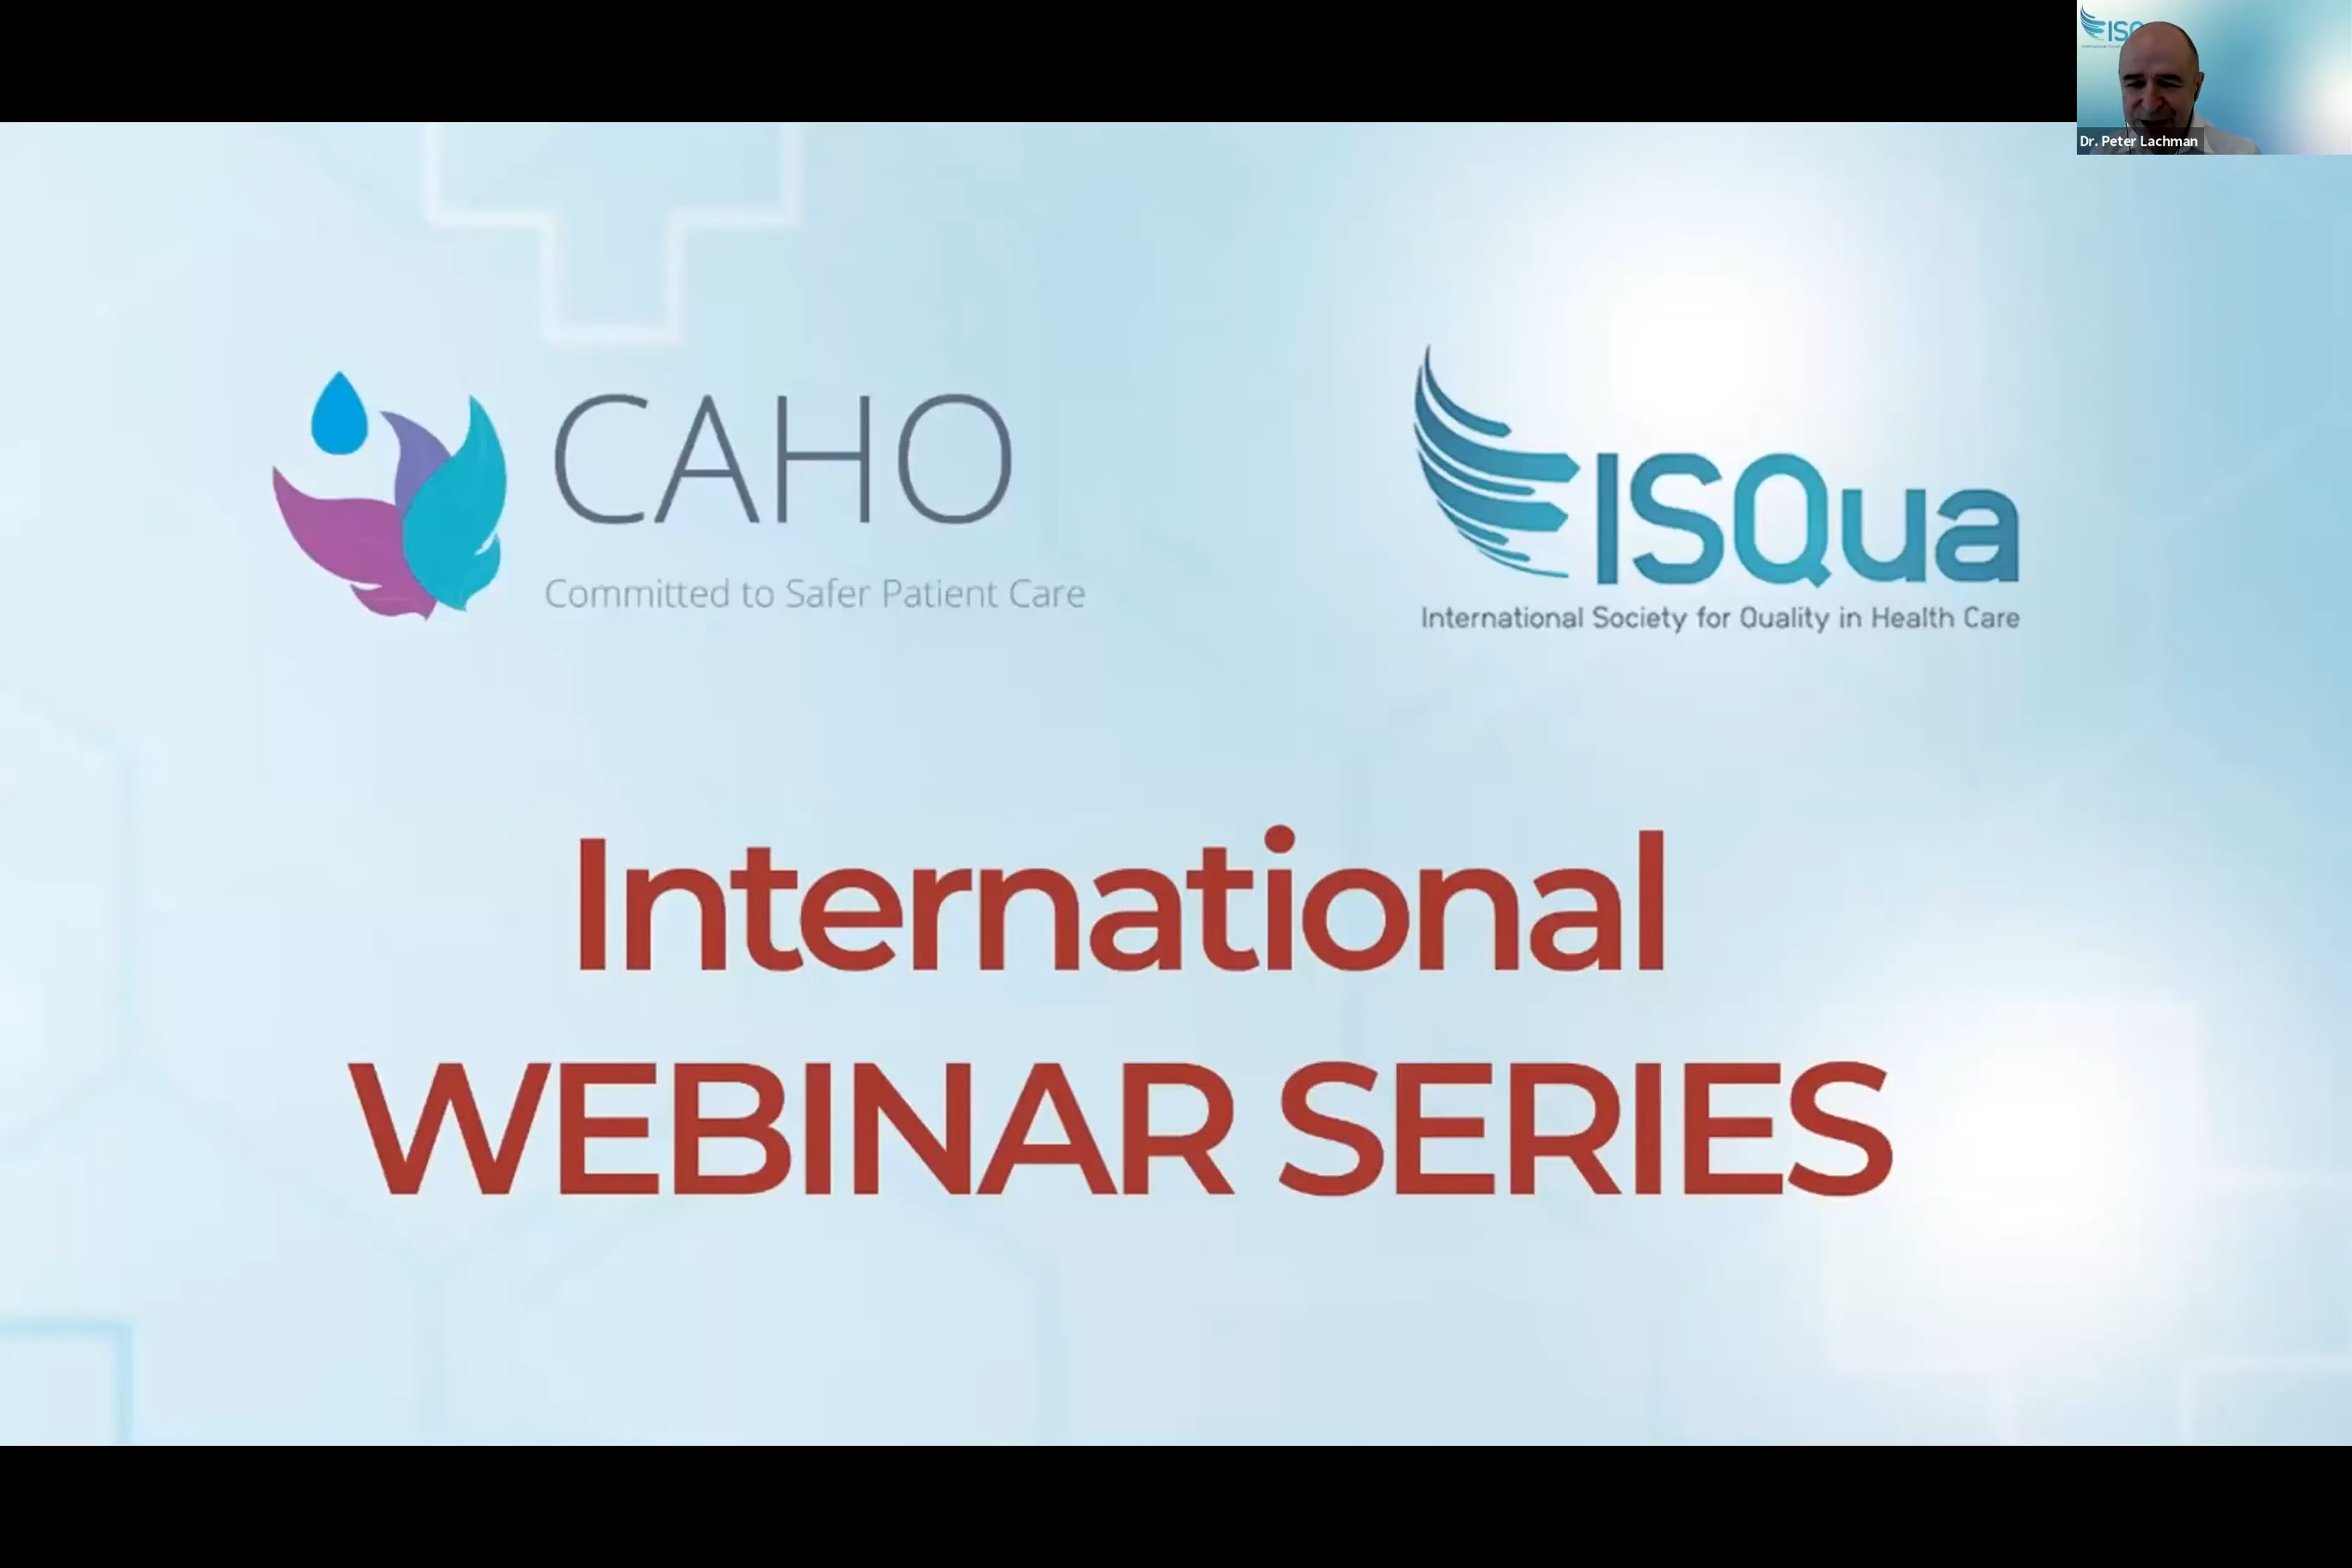 Dr. Peter Lachman
CAHO
Committed to Safer Patient Care
ISQua
International Society for Quality in Health Care
International
WEBINAR SERIES